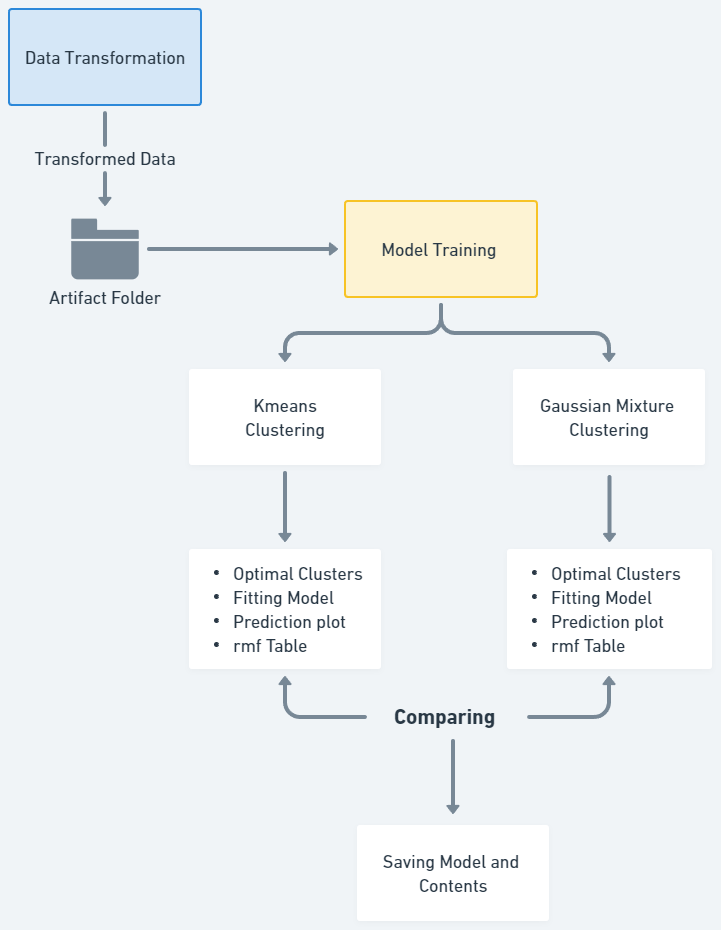 Data Transformation
Transformed Data
Artifact Folder
Model Training
Kmeans
Clustering
Gaussian Mixture
Clustering
• Optimal Clusters
• Fitting Model
• Prediction plot
• rmf Table
• Optimal Clusters
• Fitting Model
• Prediction plot
• rmf Table
Comparing
Saving Model and
Contents